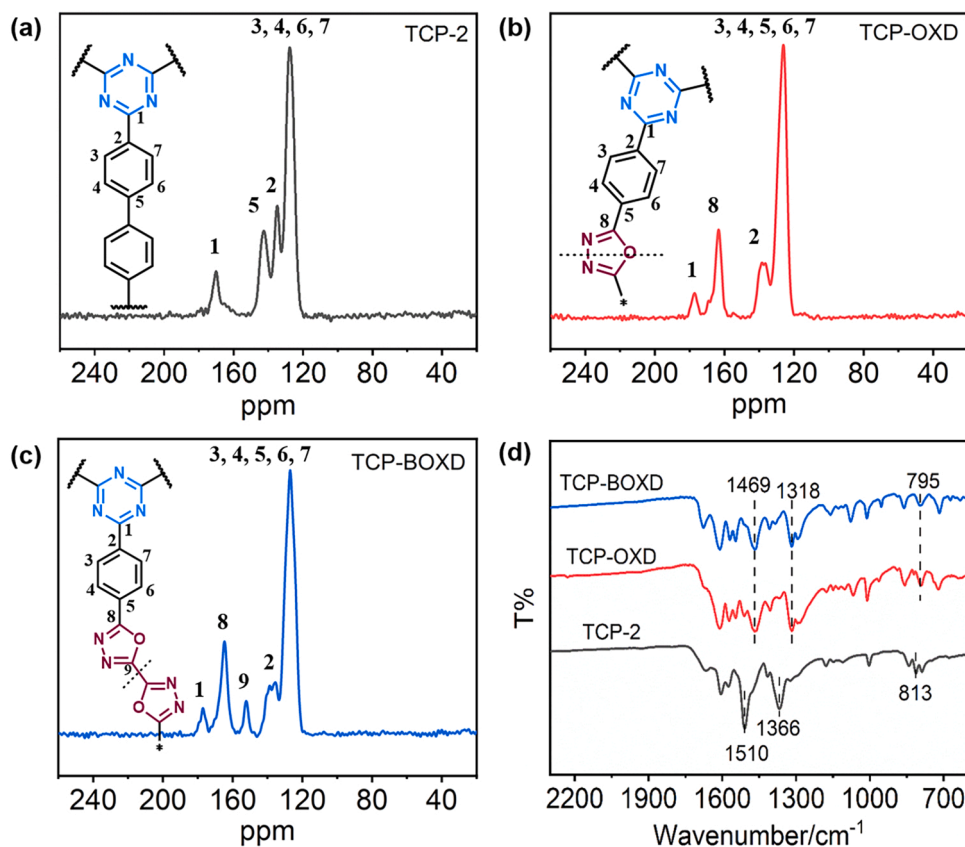 (a)
3, 4, 6, 7
TCP-2
N
N
N
1
2
3
7
4
6
5
1
5
2
240
200
160
120
80
40
ppm
(b)
3, 4, 5, 6, 7
TCP-OXD
N
N
N
1
2
3
7
4
6
5
8
N
N
O
*
1
8
2
240
200
160
120
80
40
ppm
(c)
3, 4, 5, 6, 7
TCP-BOXD
N
N
N
1
2
3
7
4
6
5
8
O
N
N
9
N
N
O
*
1
8
9
2
240
200
160
120
80
40
ppm
(d)
TCP-BOXD
1469
1318
795
TCP-OXD
TCP-2
1510
1366
813
T%
2300
1900
1600
1300
1000
700
Wavenumber/cm⁻¹